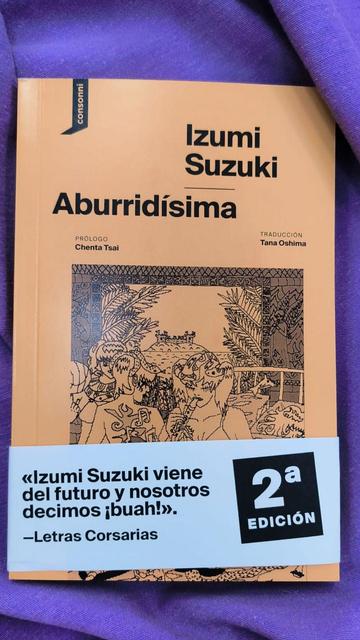 consonni
Izumi
Suzuki
Aburridísima
PRÓLOGO
Chenta Tsai
TRADUCCIÓN
Tana Oshima
«Izumi Suzuki viene
del futuro y nosotros
decimos ¡buah!».
—Letras Corsarias
2ª
EDICIÓN